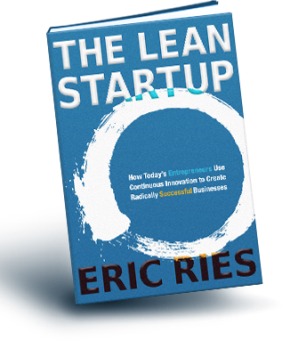 THE LEAN
STARTUP
How Today's Entrepreneurs Use
Continuous Innovation to Create
Radically Successful Businesses
ERIC RIES